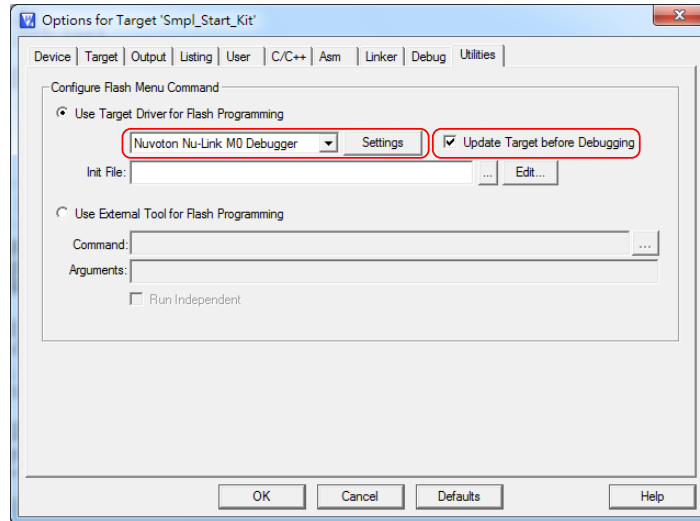 Options for Target 'Smpl_Start_Kit'
Device Target Output Listing User C/C++ Asm Linker Debug Utilities
Configure Flash Menu Command
Use Target Driver for Flash Programming
Nuvoton Nu-Link M0 Debugger Settings Update Target before Debugging
Init File: ... Edit...
Use External Tool for Flash Programming
Command: ...
Arguments:
Run Independent
OK Cancel Defaults Help